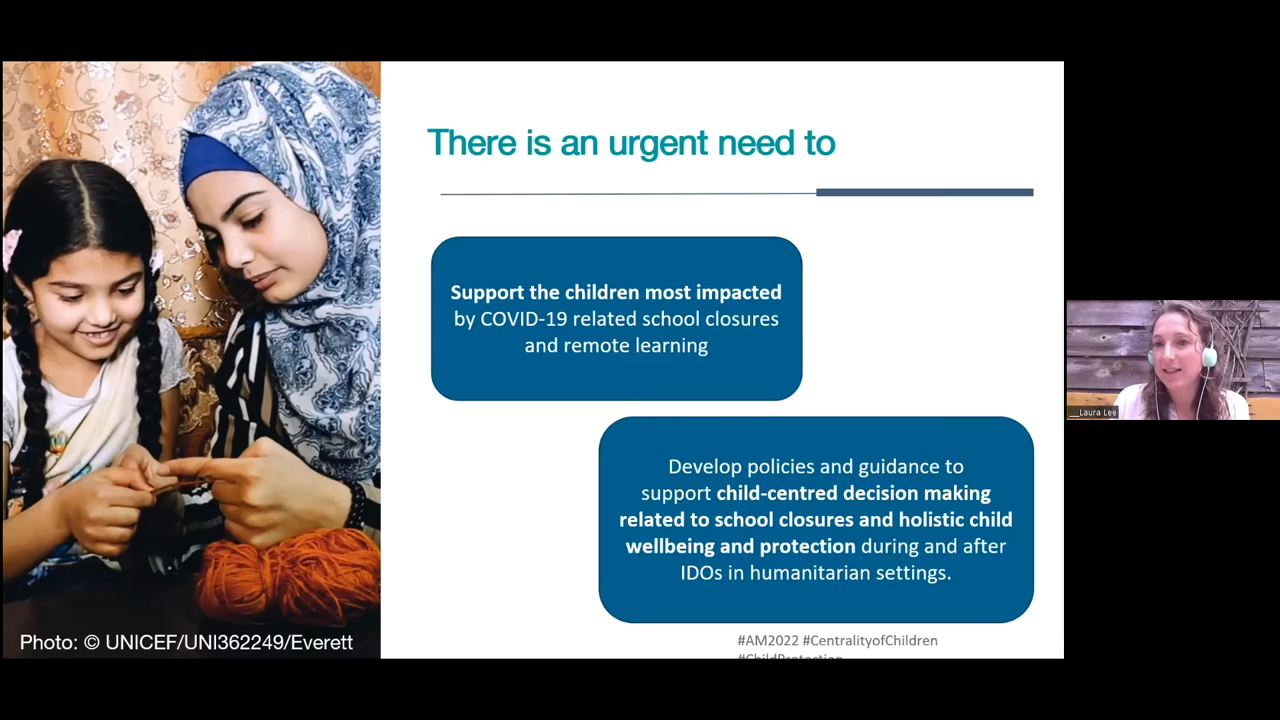 There is an urgent need to
Support the children most impacted
by COVID-19 related school closures
and remote learning
Develop policies and guidance to
support child-centred decision making
related to school closures and holistic child
wellbeing and protection during and after
IDOs in humanitarian settings.
#AM2022 #CentralityofChildren
#ChildProtection
Photo: © UNICEF/UNI362249/Everett
__Laura Lee